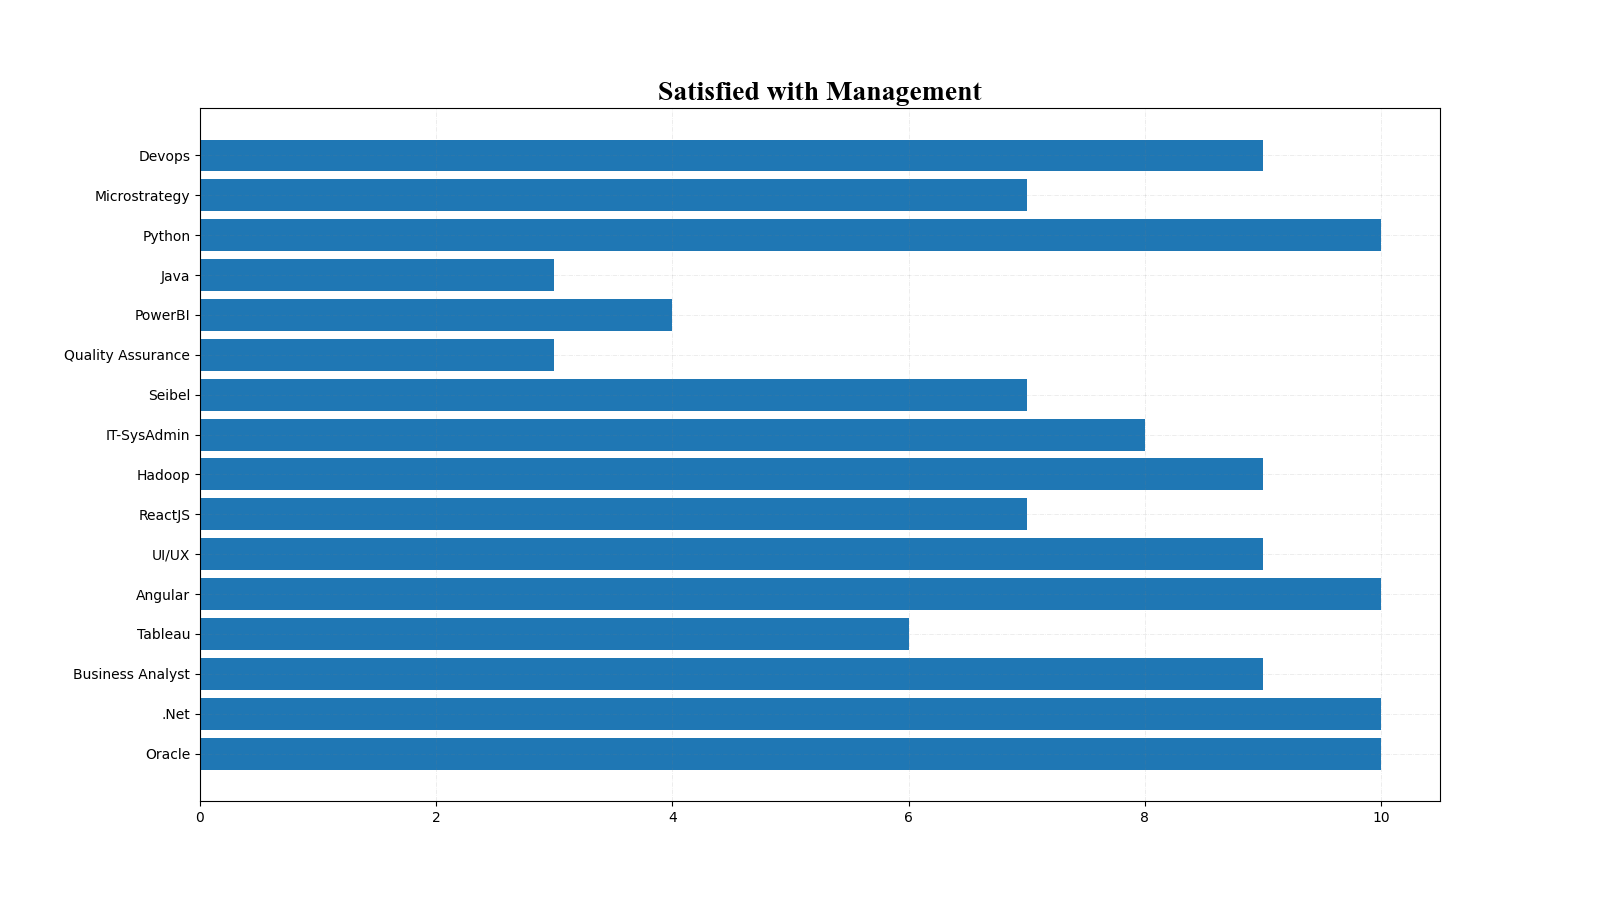 Satisfied with Management
Devops
Microstrategy
Python
Java
PowerBI
Quality Assurance
Seibel
IT-SysAdmin
Hadoop
ReactJS
UI/UX
Angular
Tableau
Business Analyst
.Net
Oracle
0 2 4 6 8 10